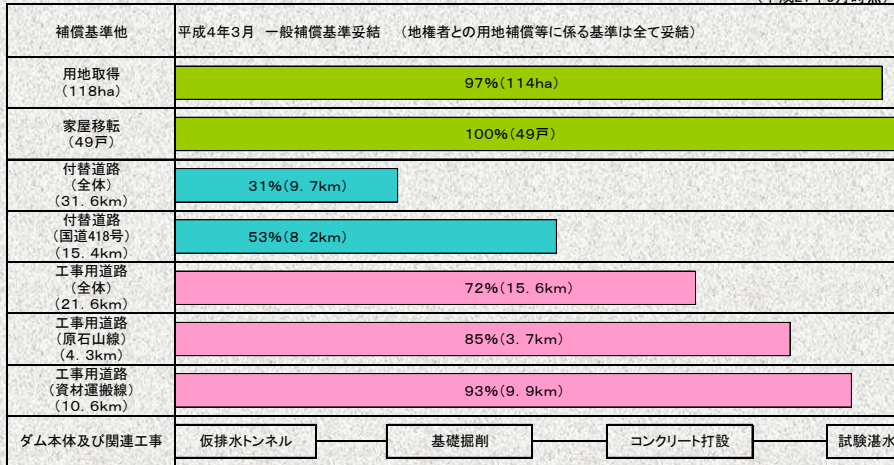 補償基準他
平成4年3月 一般補償基準妥結 (地権者との用地補償等に係る基準は全て妥結)
用地取得
(118ha)
97%(114ha)
家屋移転
(49戸)
100%(49戸)
付替道路
(全体)
(31.6km)
31%(9.7km)
付替道路
(国道418号)
(15.4km)
53%(8.2km)
工事用道路
(全体)
(21.6km)
72%(15.6km)
工事用道路
(原石山線)
(4.3km)
85%(3.7km)
工事用道路
(資材運搬線)
(10.6km)
93%(9.9km)
ダム本体及び関連工事
仮排水トンネル
基礎掘削
コンクリート打設
試験湛水